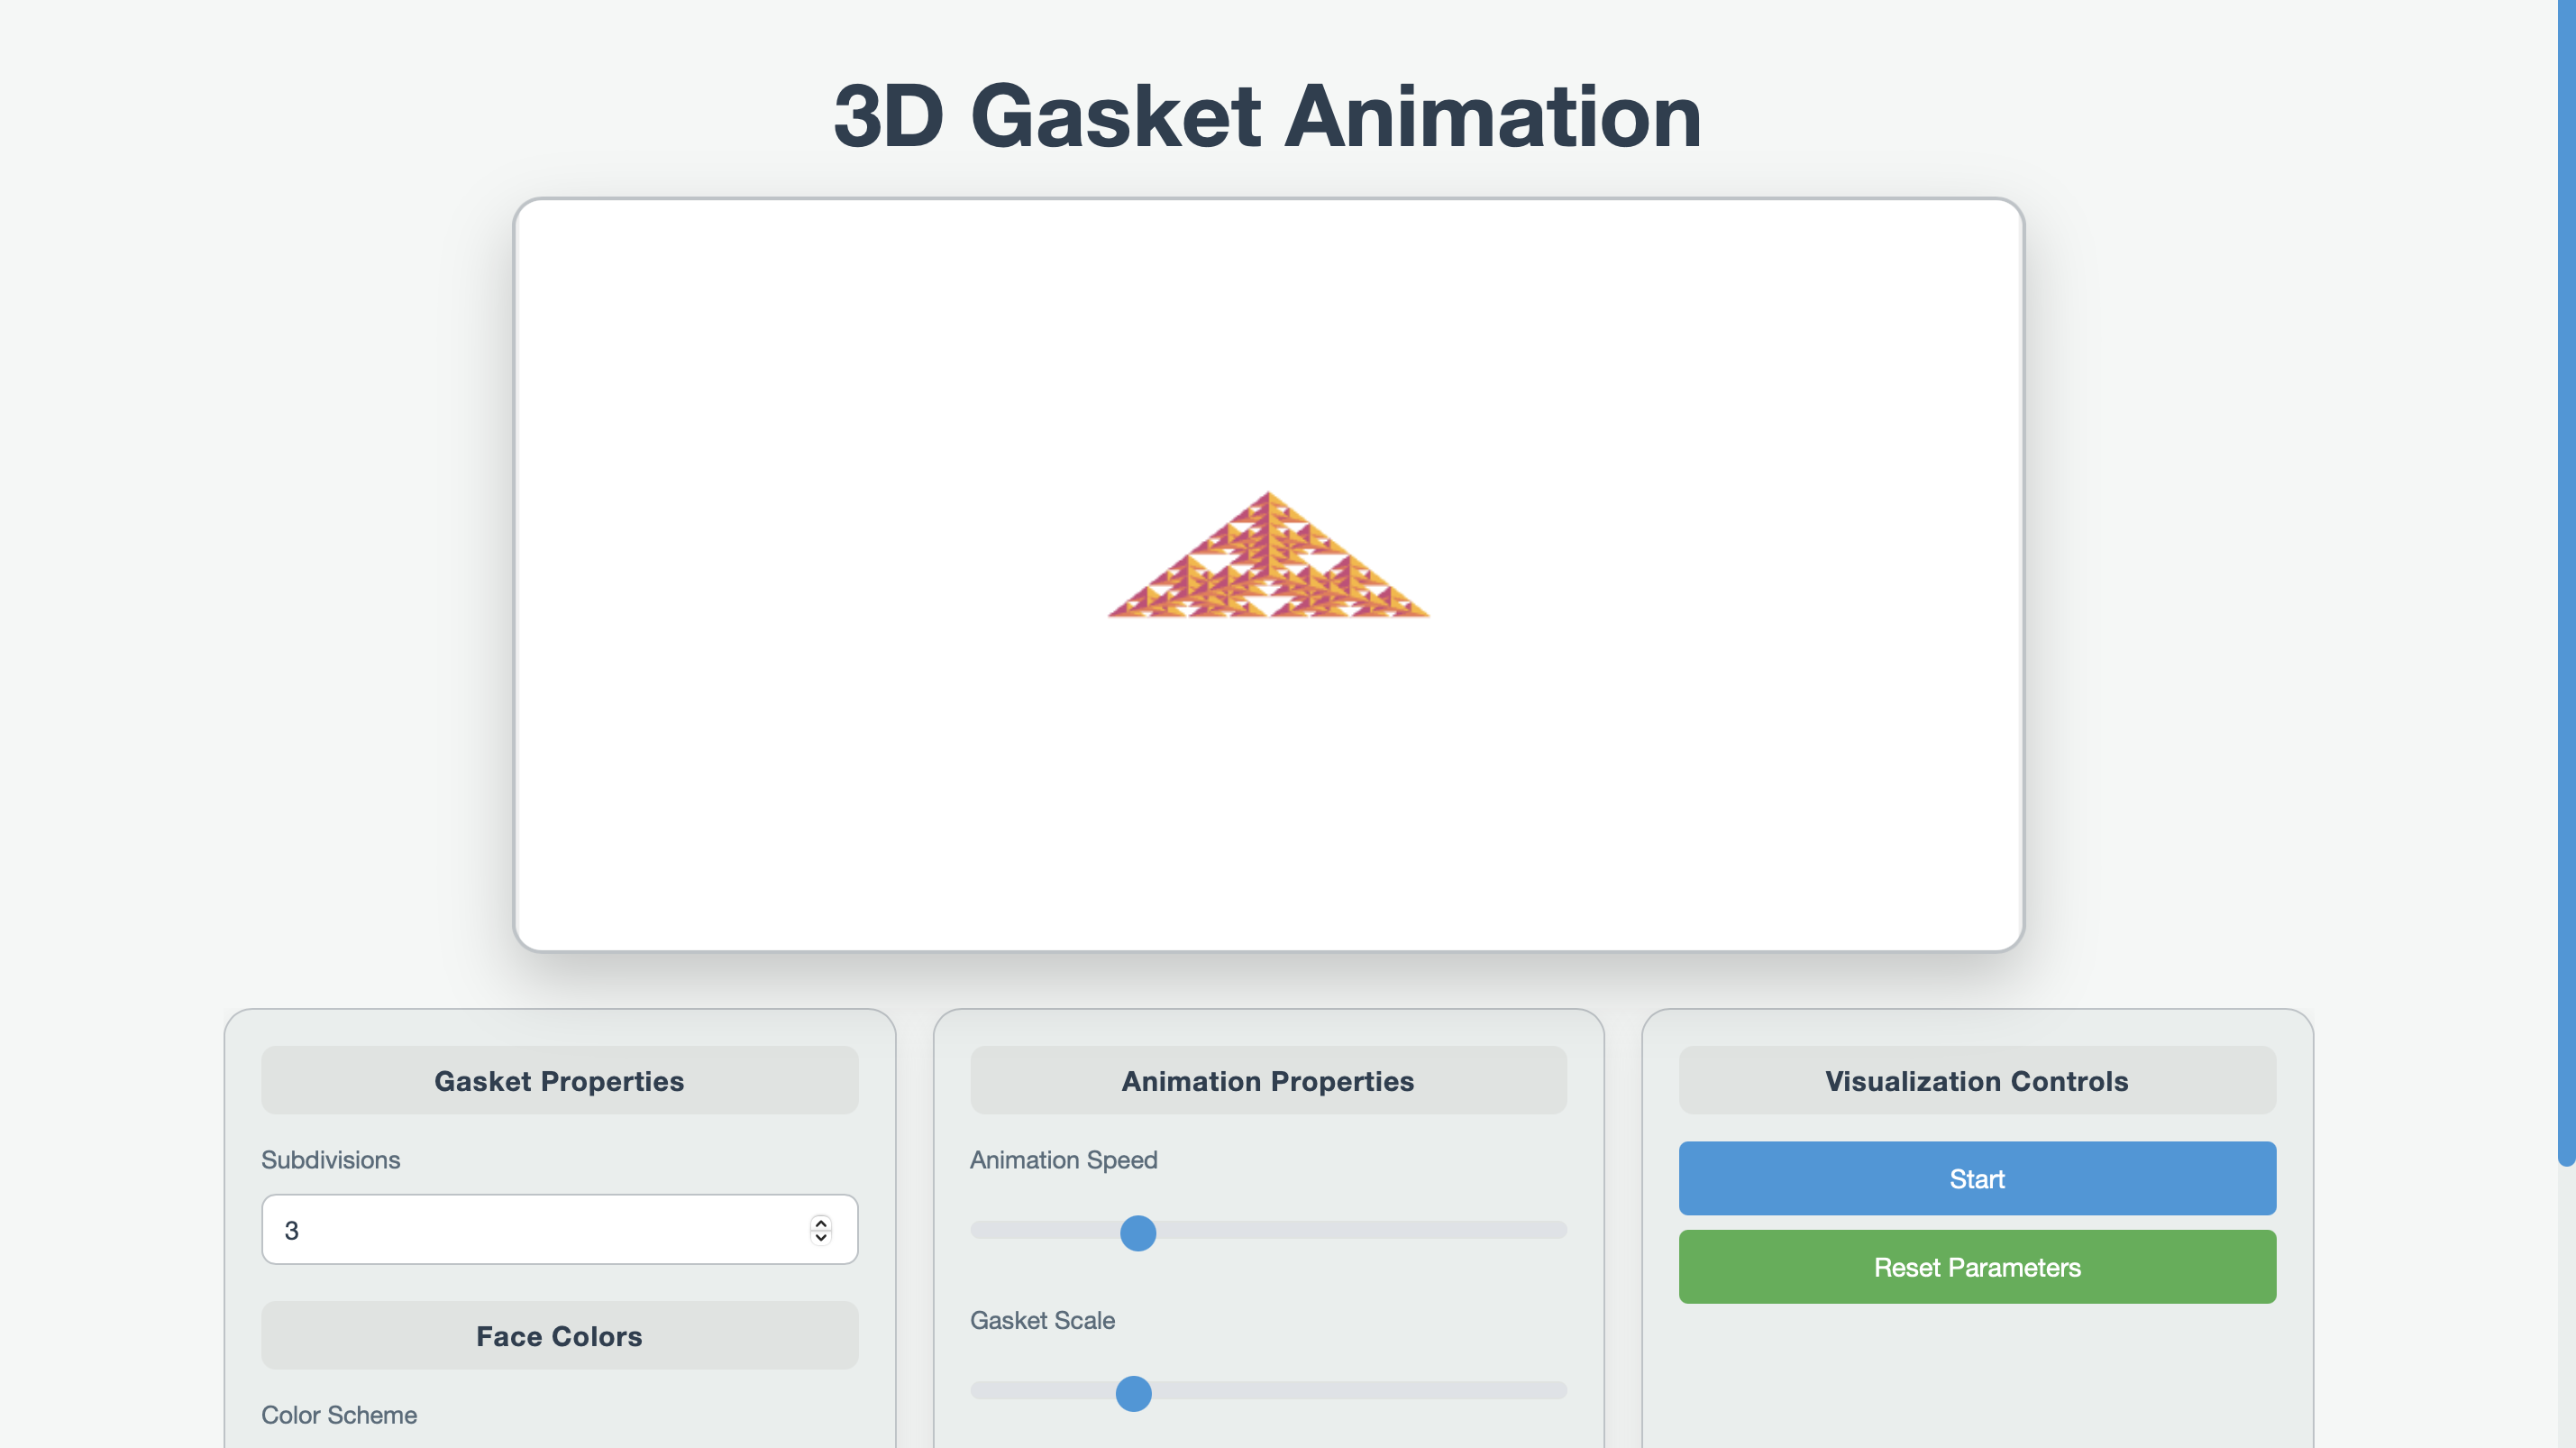 3D Gasket Animation
Gasket Properties
Subdivisions
3
Face Colors
Color Scheme
Animation Properties
Animation Speed
Gasket Scale
Visualization Controls
Start
Reset Parameters